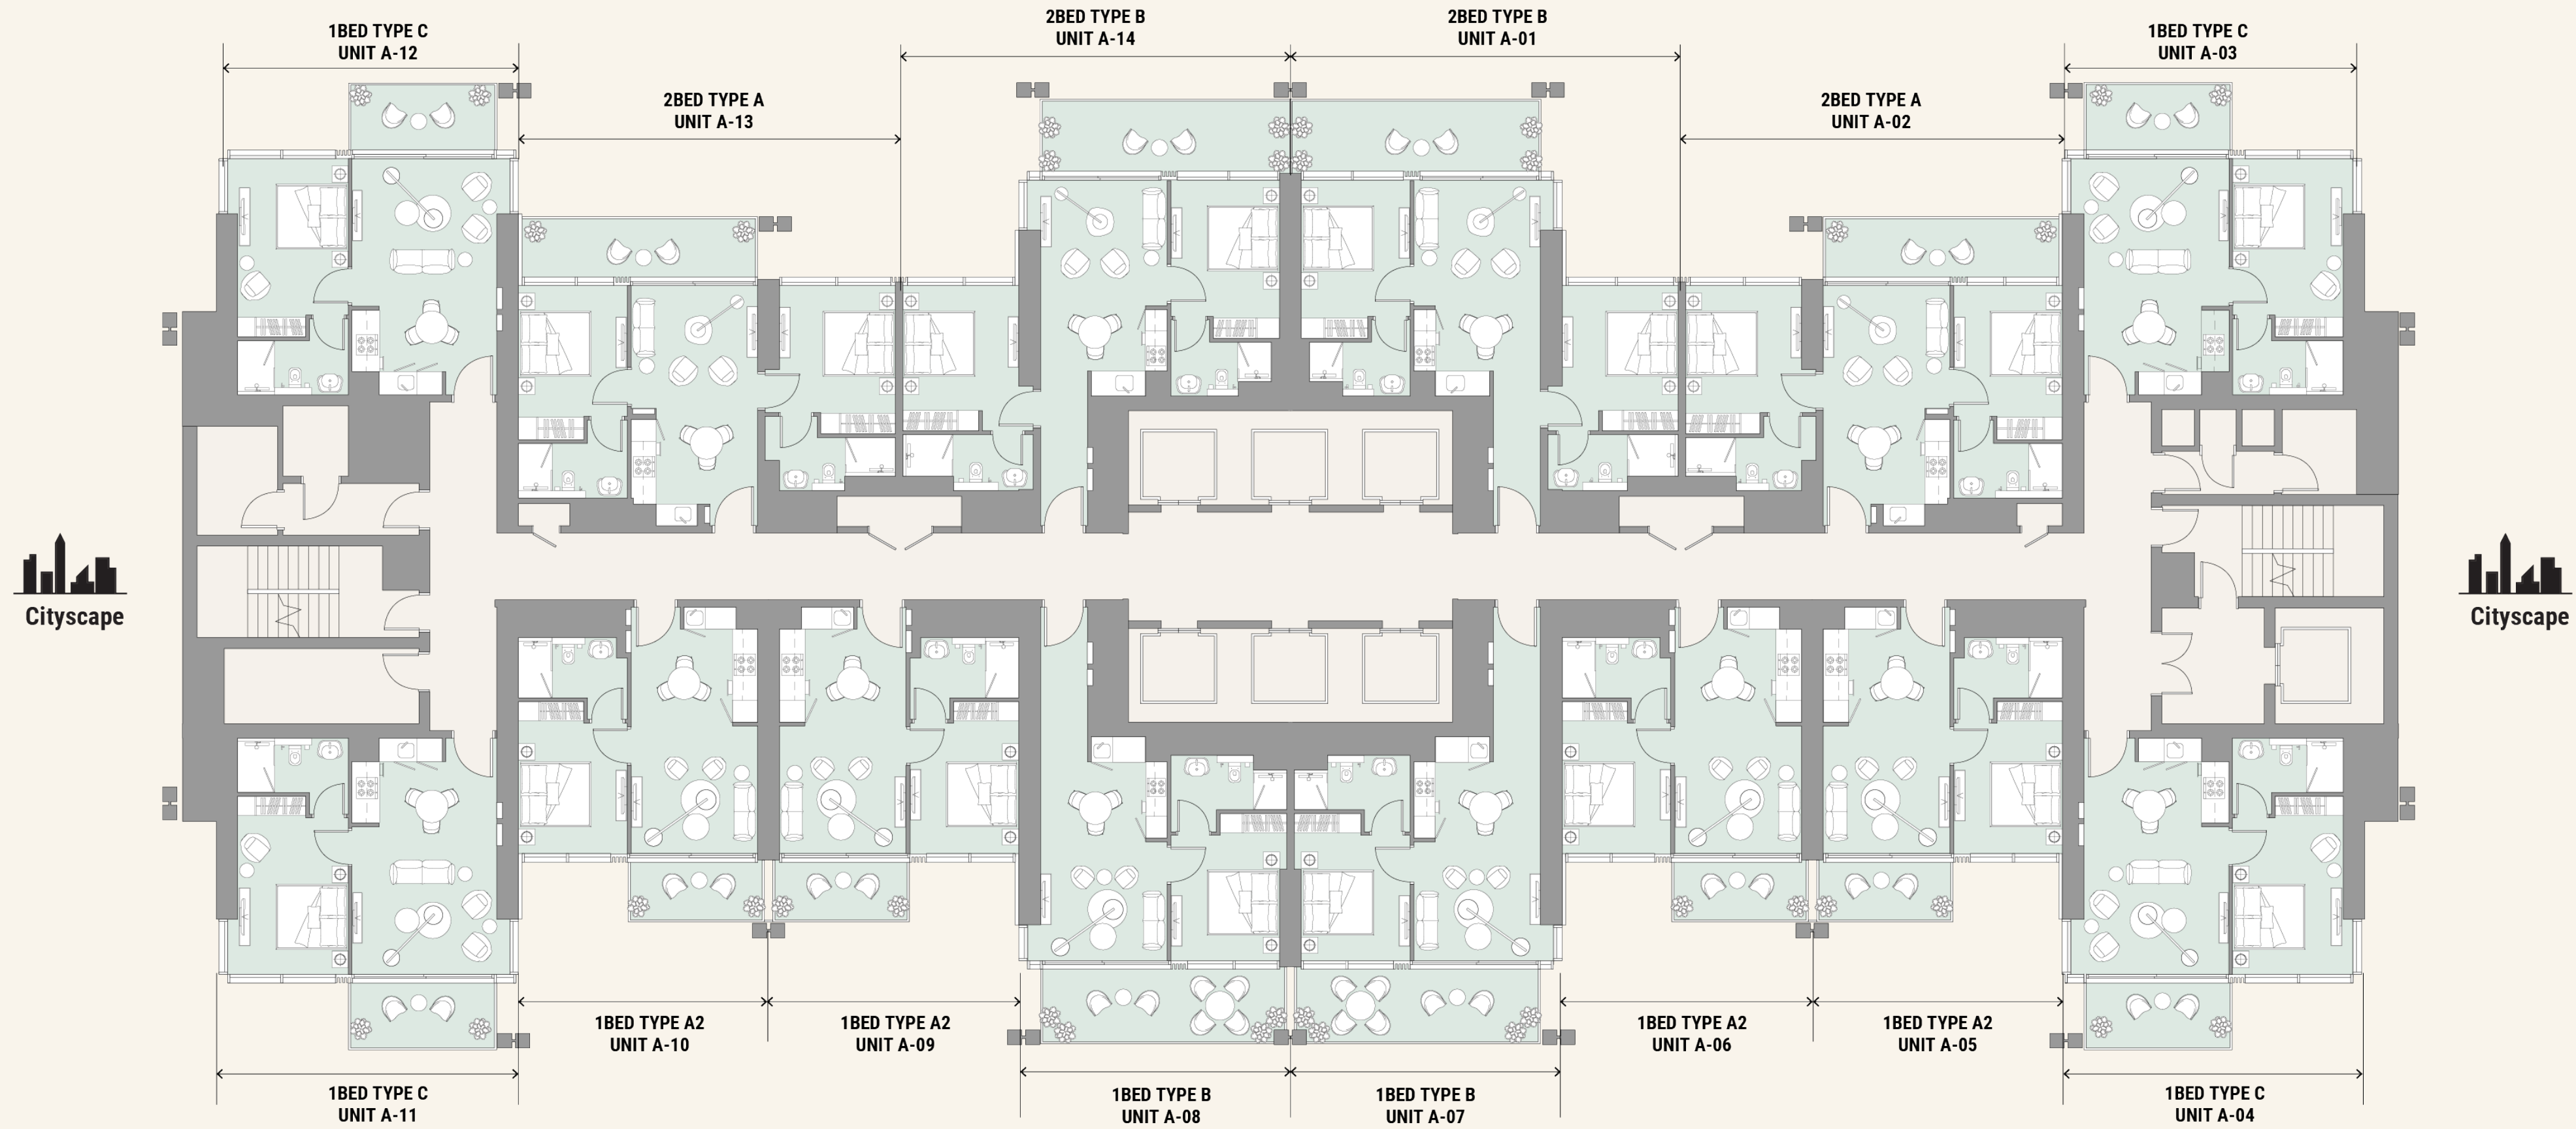 1BED TYPE C
UNIT A-12
2BED TYPE A
UNIT A-13
2BED TYPE B
UNIT A-14
2BED TYPE B
UNIT A-01
2BED TYPE A
UNIT A-02
1BED TYPE C
UNIT A-03
Cityscape
Cityscape
1BED TYPE C
UNIT A-11
1BED TYPE A2
UNIT A-10
1BED TYPE A2
UNIT A-09
1BED TYPE B
UNIT A-08
1BED TYPE B
UNIT A-07
1BED TYPE A2
UNIT A-06
1BED TYPE A2
UNIT A-05
1BED TYPE C
UNIT A-04